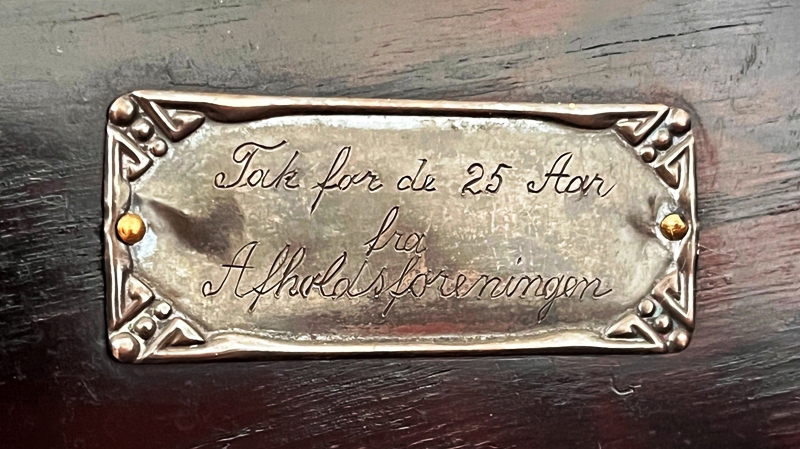 Tak for de 25 Aar
fra
Afholdsforeningen